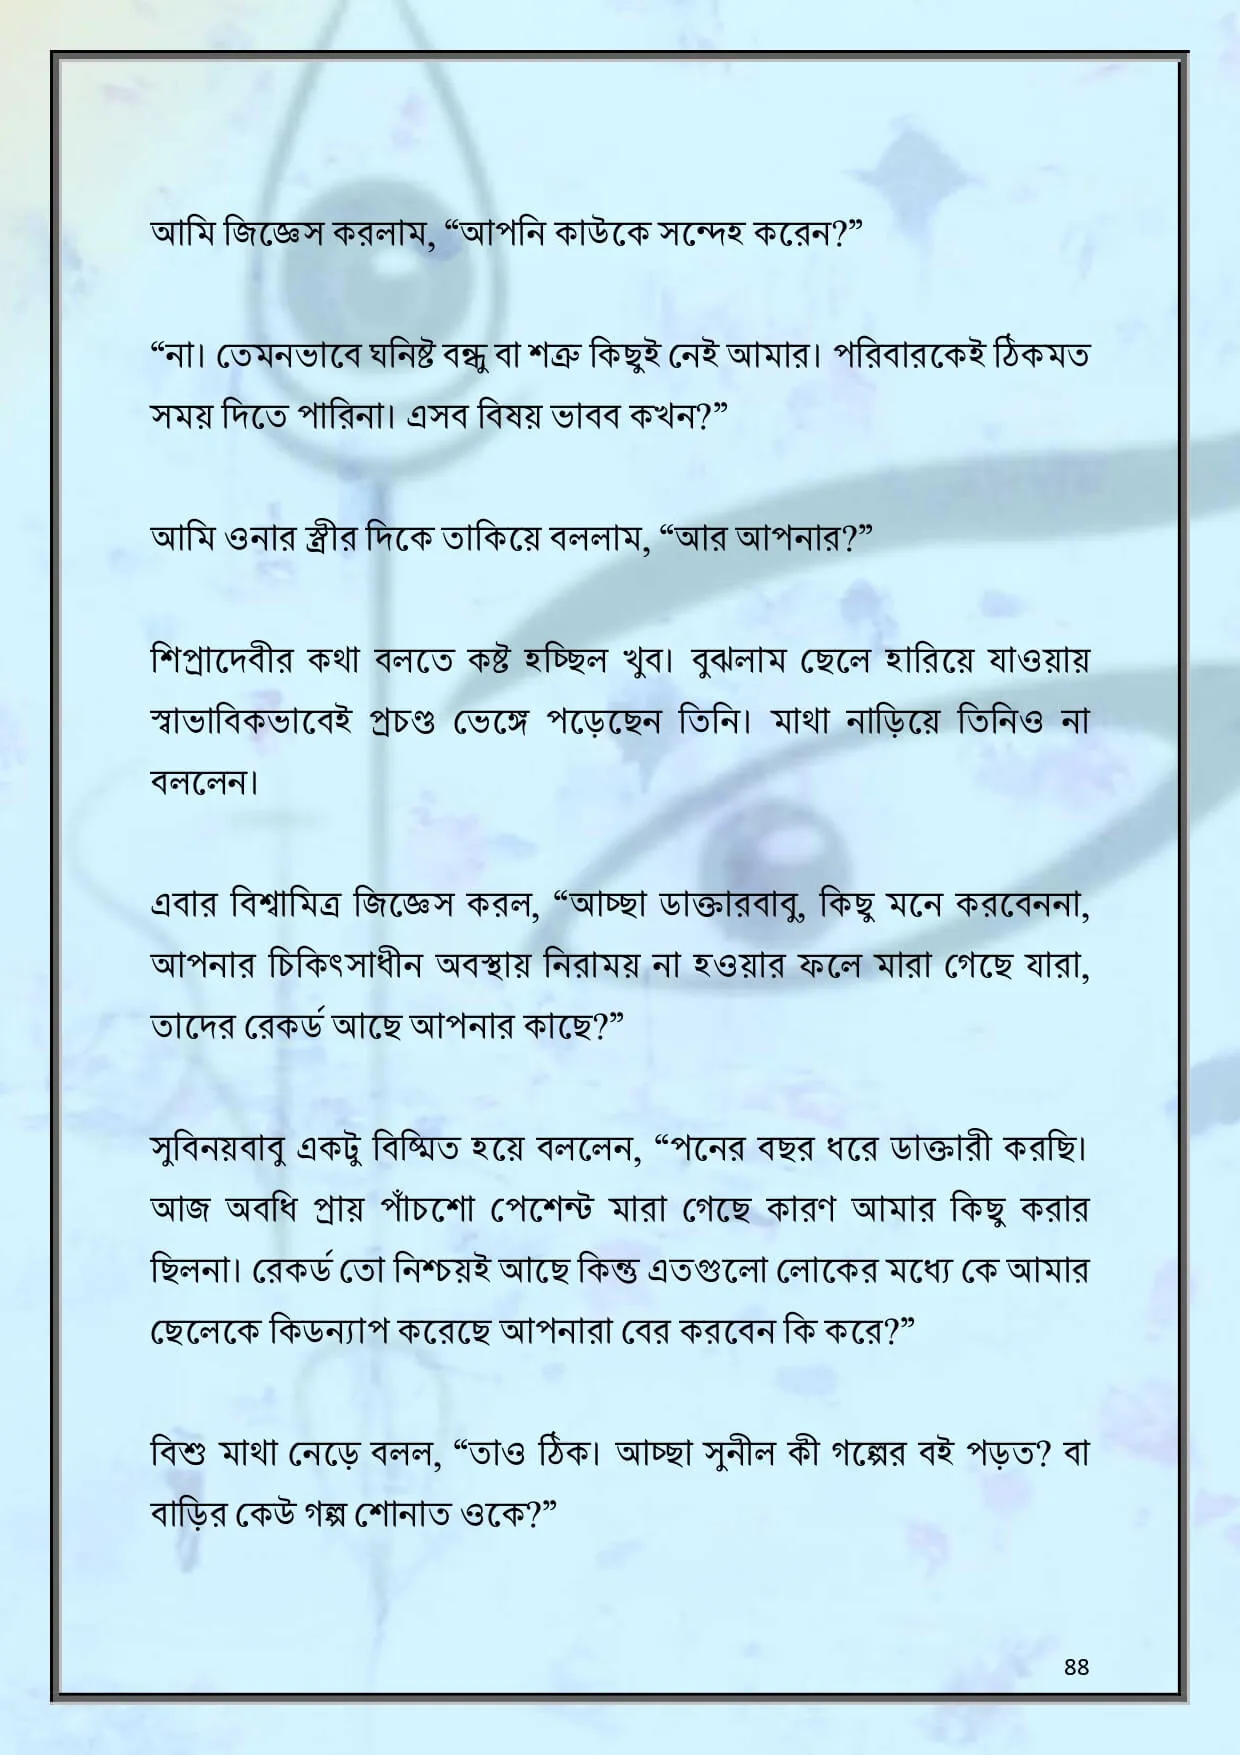 আমি জিজ্ঞেস করলাম, “আপনি কাউকে সন্দেহ করেন?”
“না। তেমনভাবে ঘনিষ্ট বন্ধু বা শত্রু কিছুই নেই আমার। পরিবারকেই ঠিকমত
সময় দিতে পারিনা। এসব বিষয় ভাবব কখন?”
আমি ওনার স্ত্রীর দিকে তাকিয়ে বললাম, “আর আপনার?”
শিপ্রাদেবীর কথা বলতে কষ্ট হচ্ছিল খুব। বুঝলাম ছেলে হারিয়ে যাওয়ায়
স্বাভাবিকভাবেই প্রচণ্ড ভেঙ্গে পড়েছেন তিনি। মাথা নাড়িয়ে তিনিও না
বললেন।
এবার বিশ্বামিত্র জিজ্ঞেস করল, “আচ্ছা ডাক্তারবাবু, কিছু মনে করবেননা,
আপনার চিকিৎসাধীন অবস্থায় নিরাময় না হওয়ার ফলে মারা গেছে যারা,
তাদের রেকর্ড আছে আপনার কাছে?”
সুবিনয়বাবু একটু বিষ্মিত হয়ে বললেন, “পনের বছর ধরে ডাক্তারী করছি।
আজ অবধি প্রায় পাঁচশো পেশেন্ট মারা গেছে কারণ আমার কিছু করার
ছিলনা। রেকর্ড তো নিশ্চয়ই আছে কিন্তু এতগুলো লোকের মধ্যে কে আমার
ছেলেকে কিডন্যাপ করেছে আপনারা বের করবেন কি করে?”
বিশু মাথা নেড়ে বলল, “তাও ঠিক। আচ্ছা সুনীল কী গল্পের বই পড়ত? বা
বাড়ির কেউ গল্প শোনাত ওকে?”
88